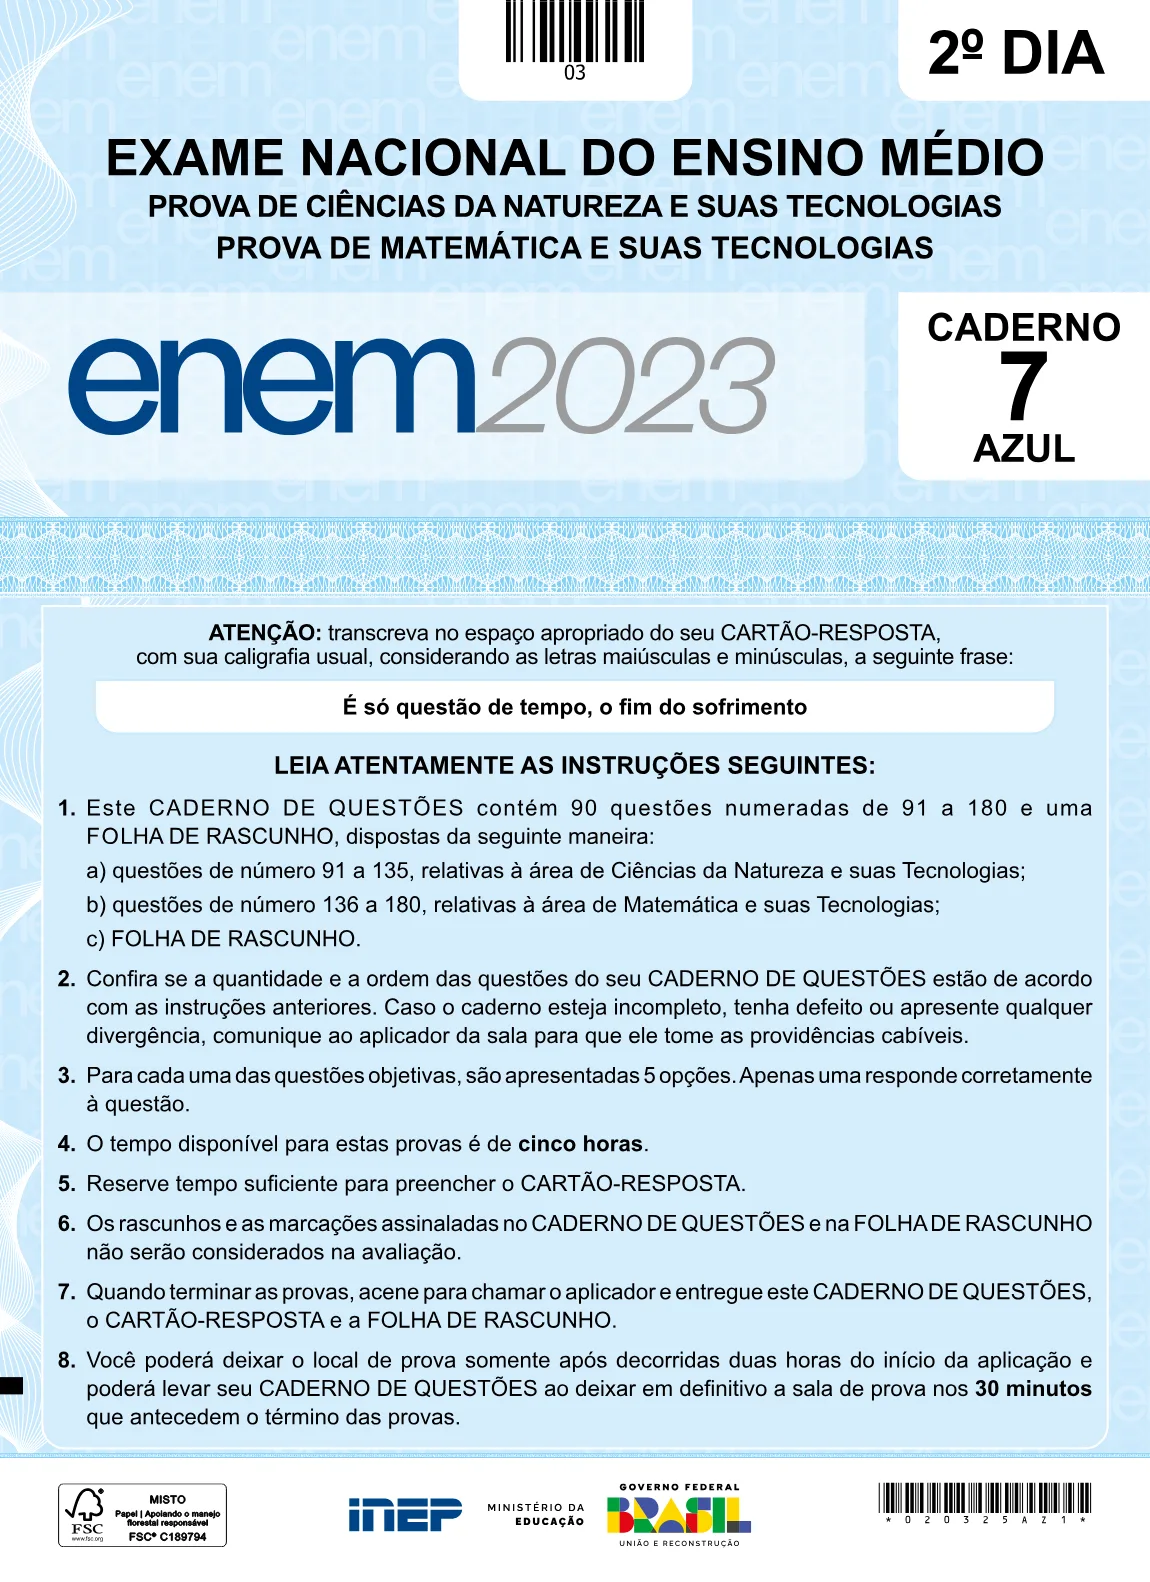 03
2º DIA
EXAME NACIONAL DO ENSINO MÉDIO
PROVA DE CIÊNCIAS DA NATUREZA E SUAS TECNOLOGIAS
PROVA DE MATEMÁTICA E SUAS TECNOLOGIAS
enem2023
CADERNO
7
AZUL
ATENÇÃO: transcreva no espaço apropriado do seu CARTÃO-RESPOSTA,
com sua caligrafia usual, considerando as letras maiúsculas e minúsculas, a seguinte frase:
É só questão de tempo, o fim do sofrimento
LEIA ATENTAMENTE AS INSTRUÇÕES SEGUINTES:
1. Este CADERNO DE QUESTÕES contém 90 questões numeradas de 91 a 180 e uma
FOLHA DE RASCUNHO, dispostas da seguinte maneira:
a) questões de número 91 a 135, relativas à área de Ciências da Natureza e suas Tecnologias;
b) questões de número 136 a 180, relativas à área de Matemática e suas Tecnologias;
c) FOLHA DE RASCUNHO.
2. Confira se a quantidade e a ordem das questões do seu CADERNO DE QUESTÕES estão de acordo
com as instruções anteriores. Caso o caderno esteja incompleto, tenha defeito ou apresente qualquer
divergência, comunique ao aplicador da sala para que ele tome as providências cabíveis.
3. Para cada uma das questões objetivas, são apresentadas 5 opções. Apenas uma responde corretamente
à questão.
4. O tempo disponível para estas provas é de cinco horas.
5. Reserve tempo suficiente para preencher o CARTÃO-RESPOSTA.
6. Os rascunhos e as marcações assinaladas no CADERNO DE QUESTÕES e na FOLHA DE RASCUNHO
não serão considerados na avaliação.
7. Quando terminar as provas, acene para chamar o aplicador e entregue este CADERNO DE QUESTÕES,
o CARTÃO-RESPOSTA e a FOLHA DE RASCUNHO.
8. Você poderá deixar o local de prova somente após decorridas duas horas do início da aplicação e
poderá levar seu CADERNO DE QUESTÕES ao deixar em definitivo a sala de prova nos 30 minutos
que antecedem o término das provas.
FSC
www.fsc.org
MISTO
Papel | Apoiando o manejo
florestal responsável
FSC® C189794
INEP
MINISTÉRIO DA
EDUCAÇÃO
GOVERNO FEDERAL
BRASIL
UNIÃO E RECONSTRUÇÃO
*020325AZ1*